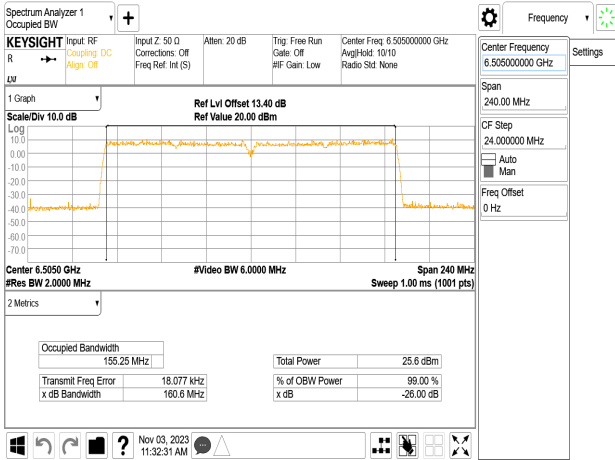 Spectrum Analyzer 1
Occupied BW
▼
+
Frequency ▼
KEYSIGHT
R
LXI
Input: RF
Coupling: DC
Align: Off
Input Z: 50 Ω
Corrections: Off
Freq Ref: Int (S)
Atten: 20 dB
Trig: Free Run
Gate: Off
#IF Gain: Low
Center Freq: 6.505000000 GHz
Avg|Hold: 10/10
Radio Std: None
Center Frequency
6.505000000 GHz
Settings
Span
240.00 MHz
CF Step
24.000000 MHz
Auto
Man
Freq Offset
0 Hz
1 Graph ▼
Scale/Div 10.0 dB
Ref Lvl Offset 13.40 dB
Ref Value 20.00 dBm
Log
10.0
0.00
-10.0
-20.0
-30.0
-40.0
-50.0
-60.0
-70.0
Center 6.5050 GHz
#Video BW 6.0000 MHz
Span 240 MHz
#Res BW 2.0000 MHz
Sweep 1.00 ms (1001 pts)
2 Metrics ▼
Occupied Bandwidth
155.25 MHz
Total Power 25.6 dBm
Transmit Freq Error 18.077 kHz
% of OBW Power 99.00 %
x dB Bandwidth 160.6 MHz
x dB -26.00 dB
?
Nov 03, 2023
11:32:31 AM